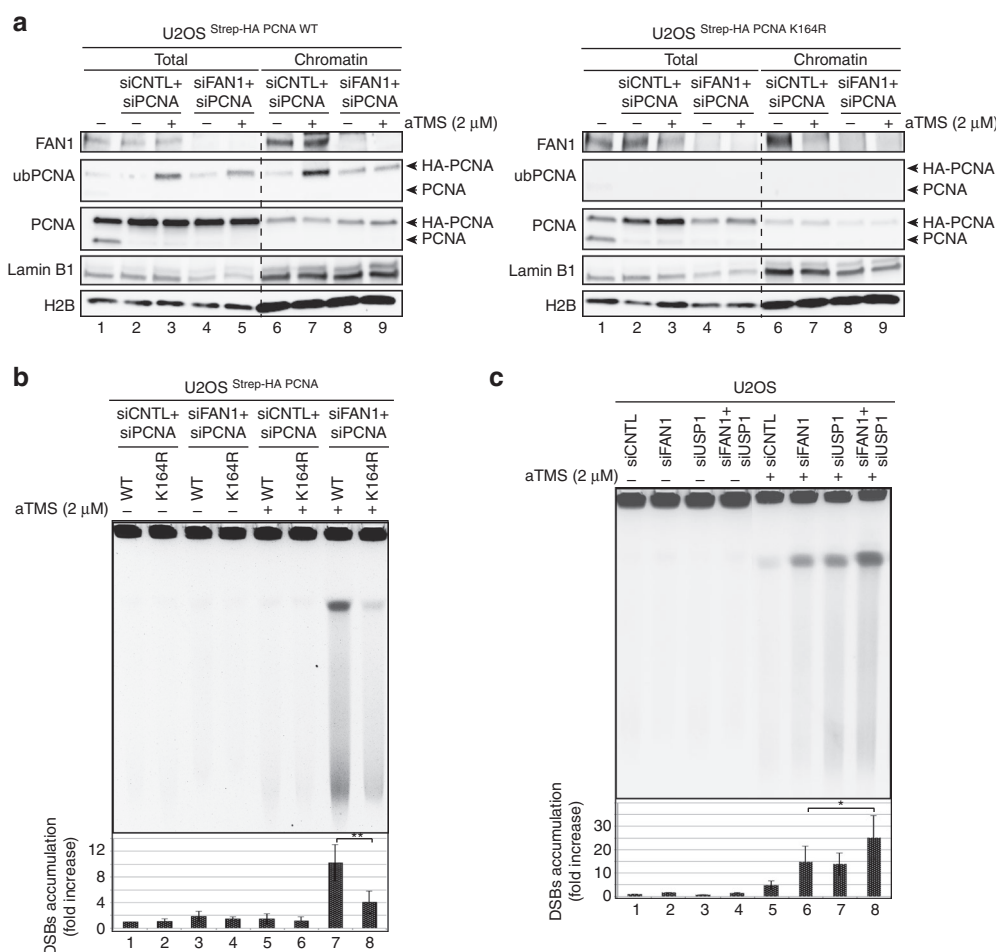 a
U2OS Strep-HA PCNA WT
Total Chromatin
siCNTL+ siPCNA siFAN1+ siPCNA siCNTL+ siPCNA siFAN1+ siPCNA
– – + – + – + – + aTMS (2 μM)
FAN1
ubPCNA HA-PCNA
PCNA
PCNA HA-PCNA
PCNA
Lamin B1
H2B
1 2 3 4 5 6 7 8 9
U2OS Strep-HA PCNA K164R
Total Chromatin
siCNTL+ siPCNA siFAN1+ siPCNA siCNTL+ siPCNA siFAN1+ siPCNA
– – + – + – + – + aTMS (2 μM)
FAN1
ubPCNA HA-PCNA
PCNA
PCNA HA-PCNA
PCNA
Lamin B1
H2B
1 2 3 4 5 6 7 8 9
b
U2OS Strep-HA PCNA
siCNTL+ siPCNA siFAN1+ siPCNA siCNTL+ siPCNA siFAN1+ siPCNA
WT K164R WT K164R WT K164R WT K164R
aTMS (2 μM) – – – – + + + +
DSBs accumulation (fold increase)
12
8
4
0
**
1 2 3 4 5 6 7 8
c
U2OS
siCNTL siFAN1 siUSP1 siFAN1+ siUSP1 siCNTL siFAN1 siUSP1 siFAN1+ siUSP1
aTMS (2 μM) – – – – + + + +
DSBs accumulation (fold increase)
30
20
10
0
*
1 2 3 4 5 6 7 8